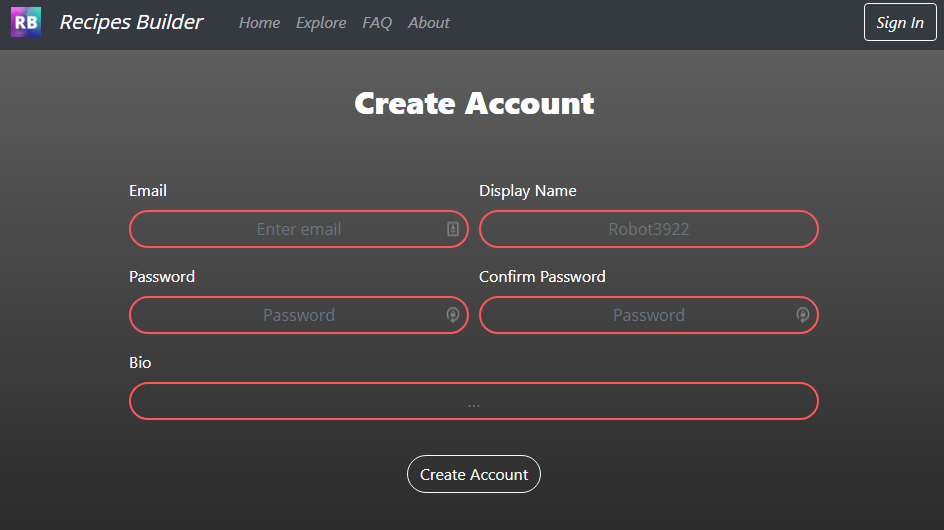 RB Recipes Builder Home Explore FAQ About Sign In
Create Account
Email Display Name
Enter email Robot3922
Password Confirm Password
Password Password
Bio
...
Create Account